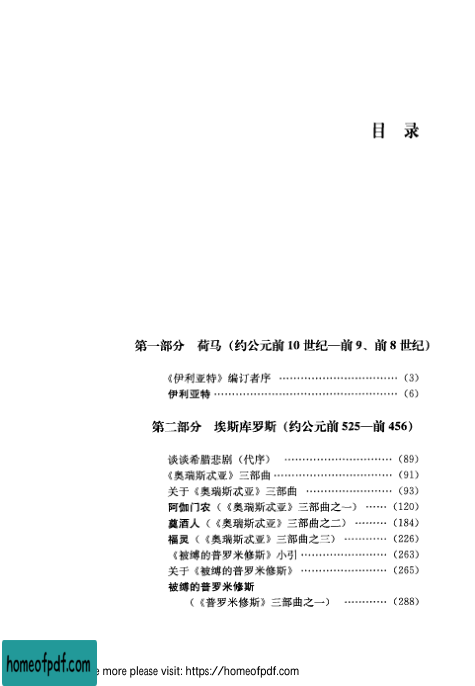 目 录
第一部分 荷马(约公元前10世纪—前9、前8世纪)
《伊利亚特》编订者序 ………………………… (3)
伊利亚特 ………………………………………… (6)
第二部分 埃斯库罗斯(约公元前525—前456)
谈谈希腊悲剧(代序) ……………………… (89)
《奥瑞斯忒亚》三部曲 ………………………… (91)
关于《奥瑞斯忒亚》三部曲 ………………… (93)
阿伽门农(《奥瑞斯忒亚》三部曲之一) …… (120)
奠酒人(《奥瑞斯忒亚》三部曲之二) ……… (184)
福灵(《奥瑞斯忒亚》三部曲之三) ………… (226)
《被缚的普罗米修斯》小引 ………………… (263)
关于《被缚的普罗米修斯》 ………………… (265)
被缚的普罗米修斯
(《普罗米修斯》三部曲之一) ………… (288)
homeofpdf.com
more please visit: https://homeofpdf.com